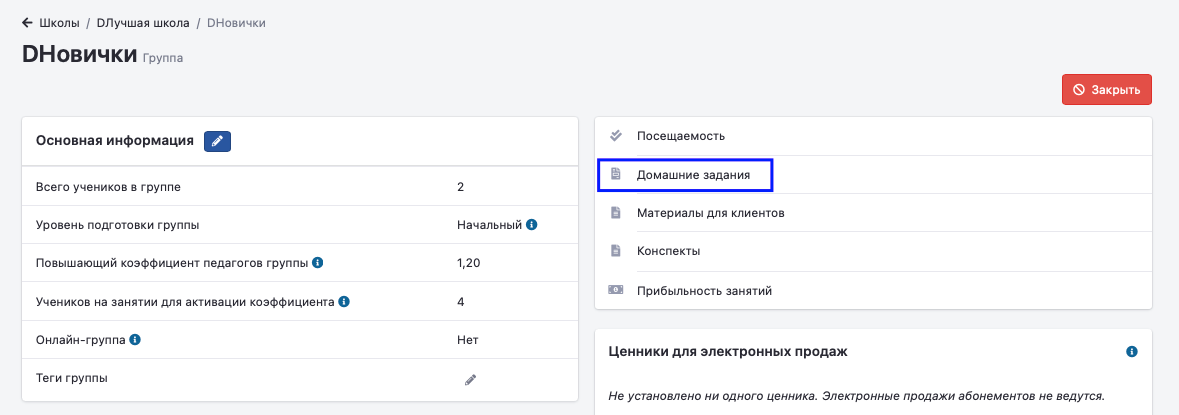 Школы / DЛучшая школа / DНовички
DНовички Группа
Закрыть
Основная информация
Всего учеников в группе 2
Уровень подготовки группы Начальный
Повышающий коэффициент педагогов группы 1,20
Учеников на занятии для активации коэффициента 4
Онлайн-группа Нет
Теги группы
Посещаемость
Домашние задания
Материалы для клиентов
Конспекты
Прибыльность занятий
Ценники для электронных продаж
Не установлено ни одного ценника. Электронные продажи абонементов не ведутся.